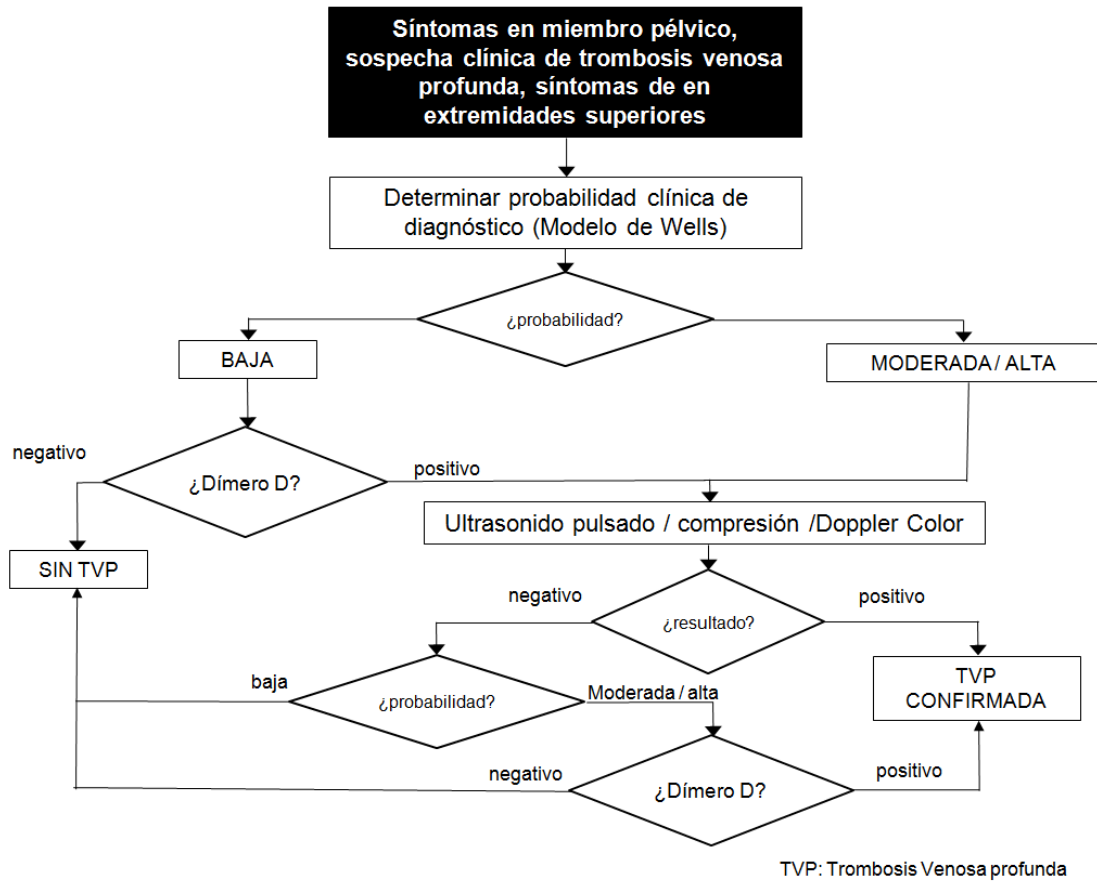 Síntomas en miembro pélvico,
sospecha clínica de trombosis venosa
profunda, síntomas de en
extremidades superiores
Determinar probabilidad clínica de
diagnóstico (Modelo de Wells)
¿probabilidad?
BAJA
MODERADA / ALTA
negativo
¿Dímero D?
positivo
Ultrasonido pulsado / compresión /Doppler Color
SIN TVP
negativo
¿resultado?
positivo
baja
¿probabilidad?
Moderada / alta
TVP
CONFIRMADA
negativo
¿Dímero D?
positivo
TVP: Trombosis Venosa profunda